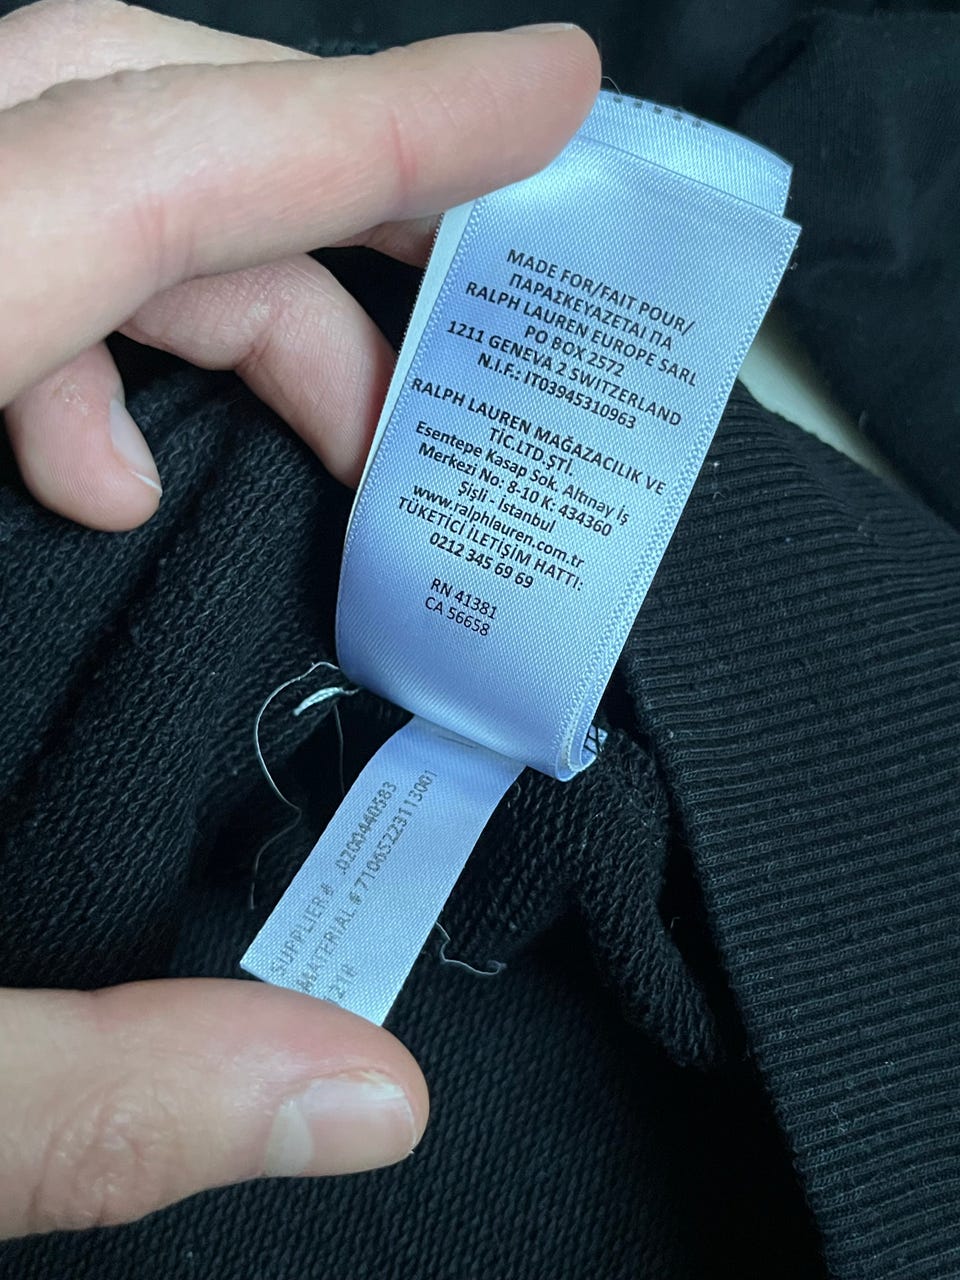 MADE FOR/FAIT POUR/
ΠΑΡΑΣΚΕΥΑΖΕΤΑΙ ΠΑ
RALPH LAUREN EUROPE SARL
PO BOX 2572
1211 GENEVA 2 SWITZERLAND
N.I.F.: IT03945310963
RALPH LAUREN MAĞAZACILIK VE
TİC.LTD.ŞTİ.
Esentepe Kasap Sok. Altınay İş
Merkezi No: 8-10 K: 434360
Şişli - İstanbul
www.ralphlauren.com.tr
TÜKETİCİ İLETİŞİM HATTI:
0212 345 69 69
RN 41381
CA 56658
SUPPLIER# .0200440583
MATERIAL #71065223113001